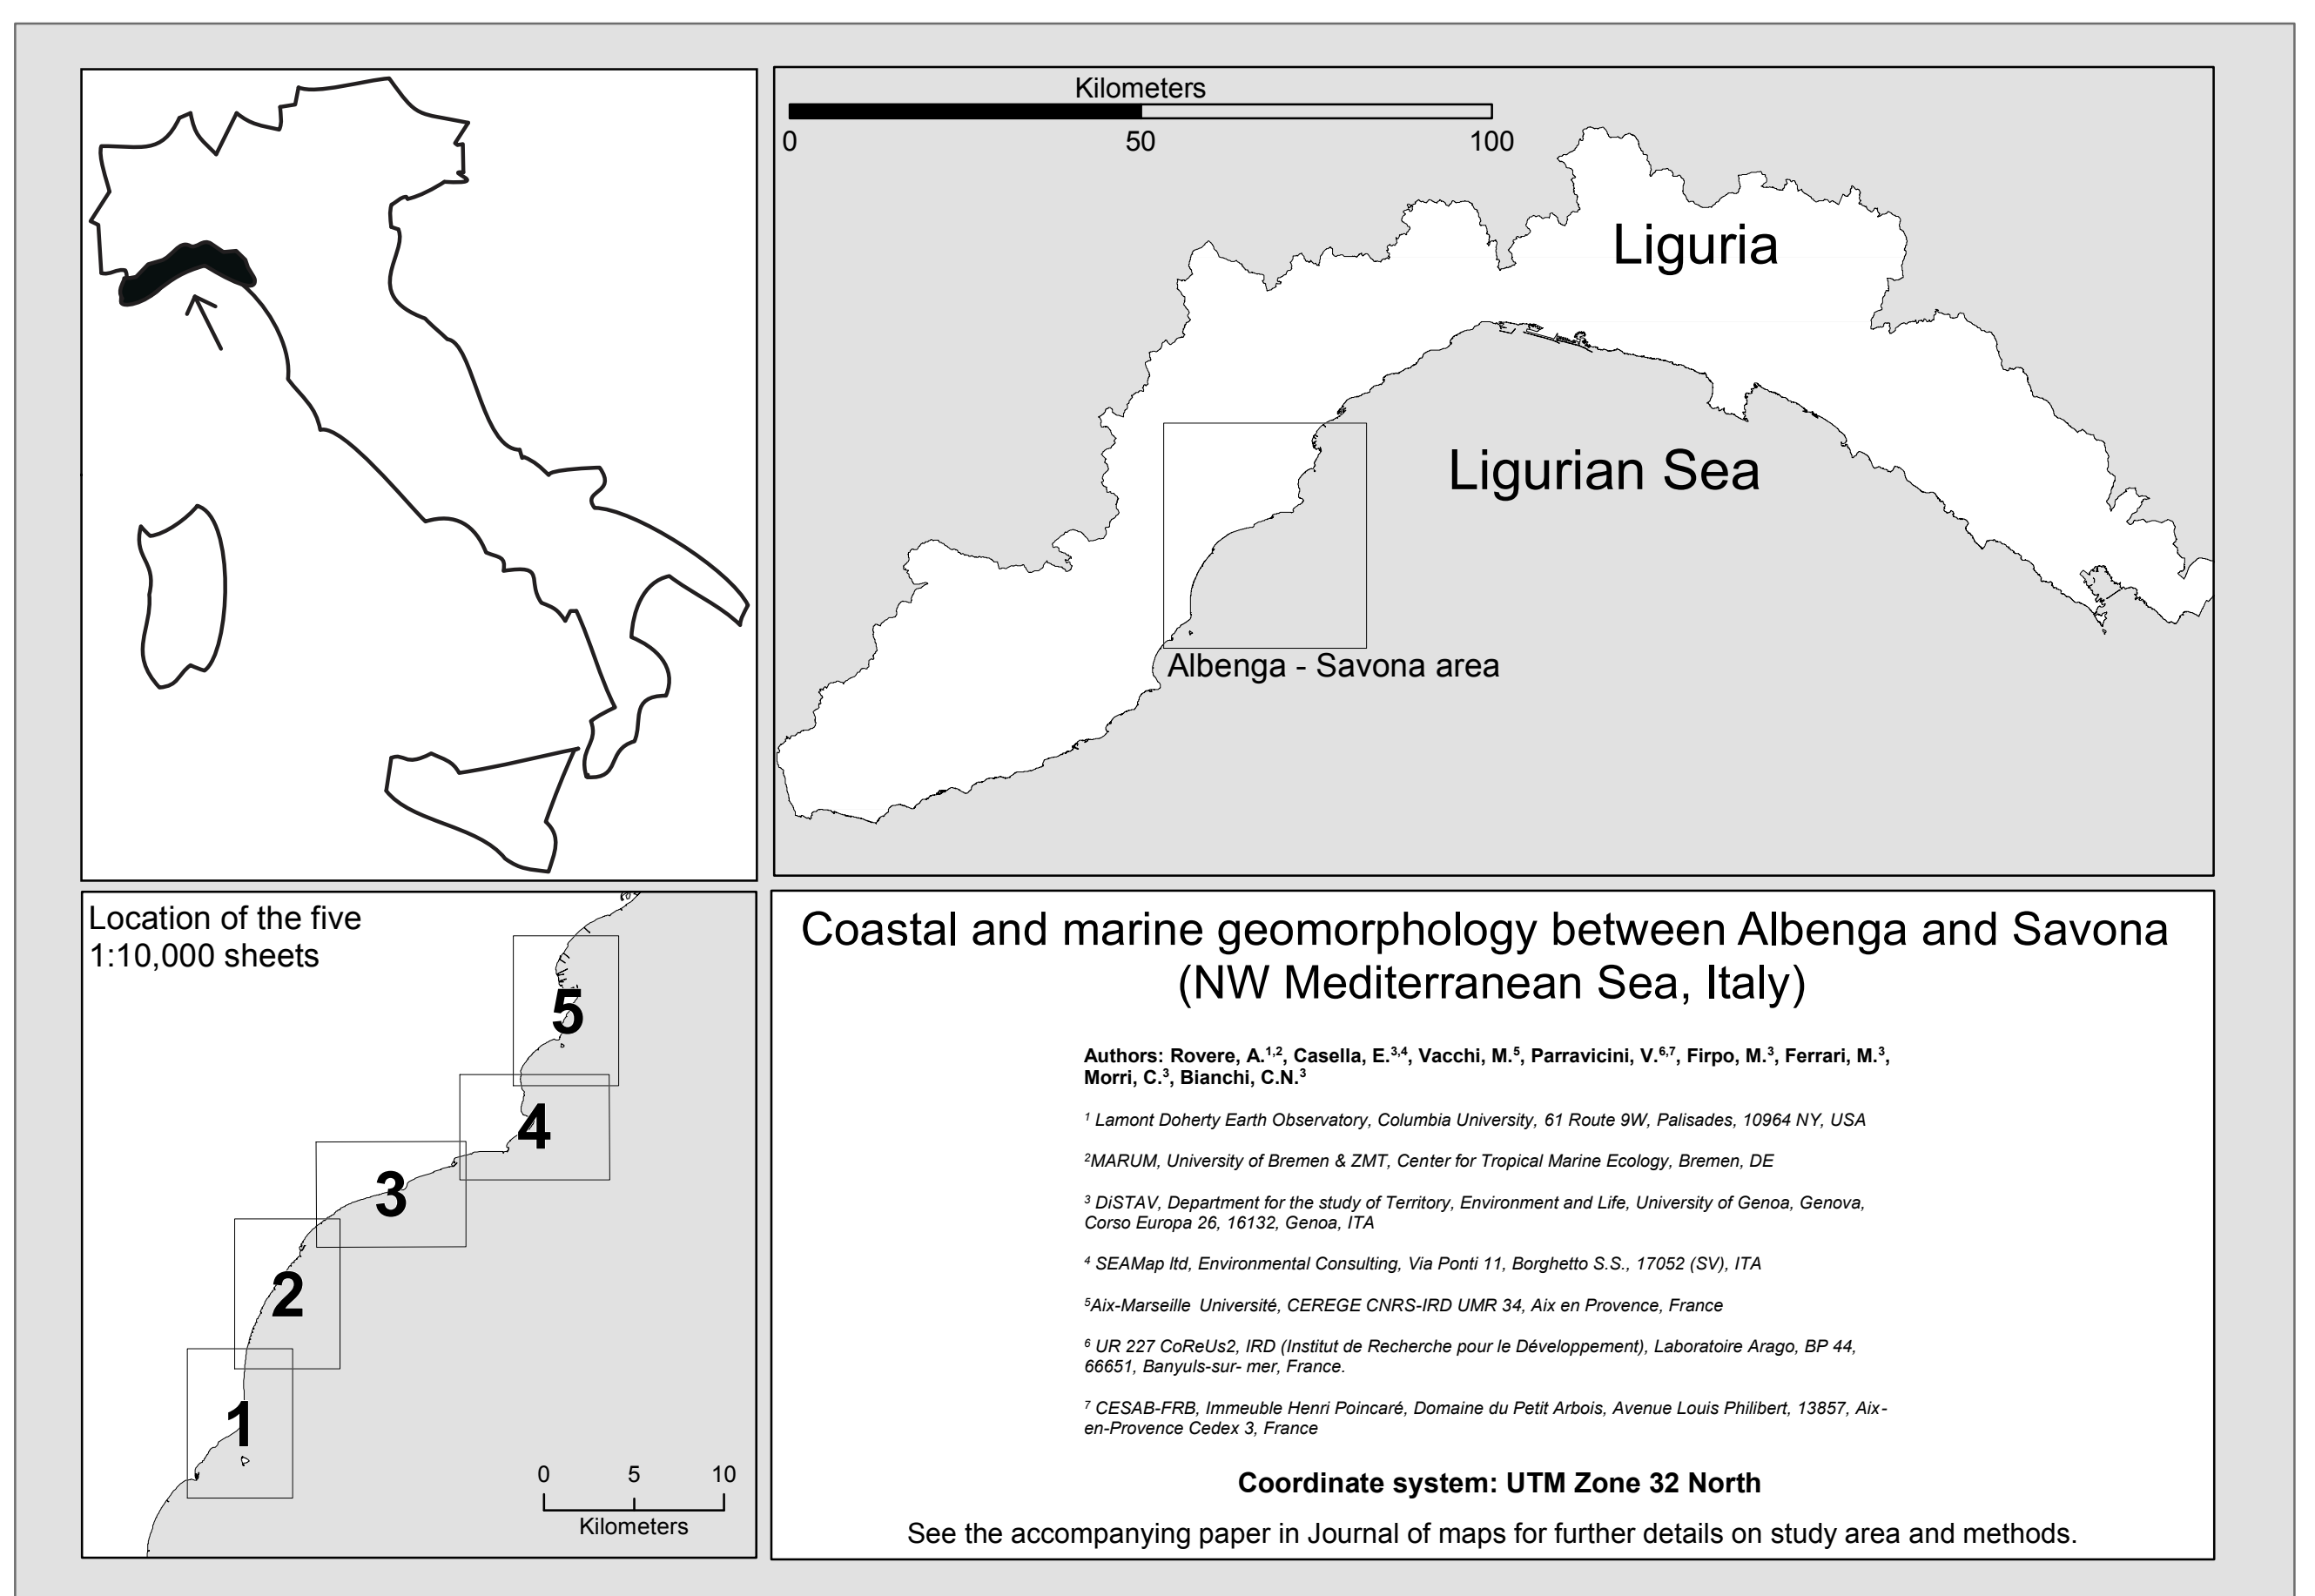 Kilometers
0 50 100
Liguria
Ligurian Sea
Albenga - Savona area
Location of the five
1:10,000 sheets
5
4
3
2
1
0 5 10
Kilometers
Coastal and marine geomorphology between Albenga and Savona
(NW Mediterranean Sea, Italy)
Authors: Rovere, A.1,2, Casella, E.3,4, Vacchi, M.5, Parravicini, V.6,7, Firpo, M.3, Ferrari, M.3,
Morri, C.3, Bianchi, C.N.3
1 Lamont Doherty Earth Observatory, Columbia University, 61 Route 9W, Palisades, 10964 NY, USA
2MARUM, University of Bremen & ZMT, Center for Tropical Marine Ecology, Bremen, DE
3 DiSTAV, Department for the study of Territory, Environment and Life, University of Genoa, Genova,
Corso Europa 26, 16132, Genoa, ITA
4 SEAMap ltd, Environmental Consulting, Via Ponti 11, Borghetto S.S., 17052 (SV), ITA
5Aix-Marseille Université, CEREGE CNRS-IRD UMR 34, Aix en Provence, France
6 UR 227 CoReUs2, IRD (Institut de Recherche pour le Développement), Laboratoire Arago, BP 44,
66651, Banyuls-sur- mer, France.
7 CESAB-FRB, Immeuble Henri Poincaré, Domaine du Petit Arbois, Avenue Louis Philibert, 13857, Aix-
en-Provence Cedex 3, France
Coordinate system: UTM Zone 32 North
See the accompanying paper in Journal of maps for further details on study area and methods.